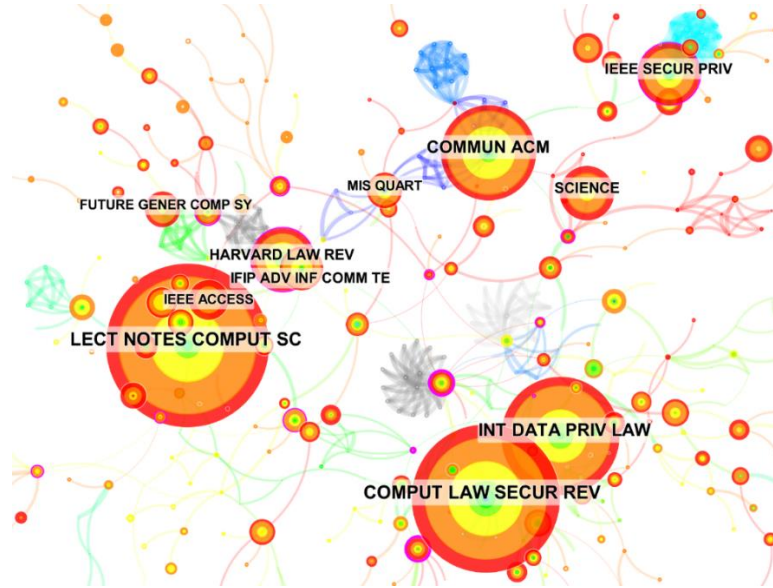 IEEE SECUR PRIV
COMMUN ACM
MIS QUART
SCIENCE
FUTURE GENER COMP SY
HARVARD LAW REV
IFIP ADV INF COMM TE
IEEE ACCESS
LECT NOTES COMPUT SC
INT DATA PRIV LAW
COMPUT LAW SECUR REV